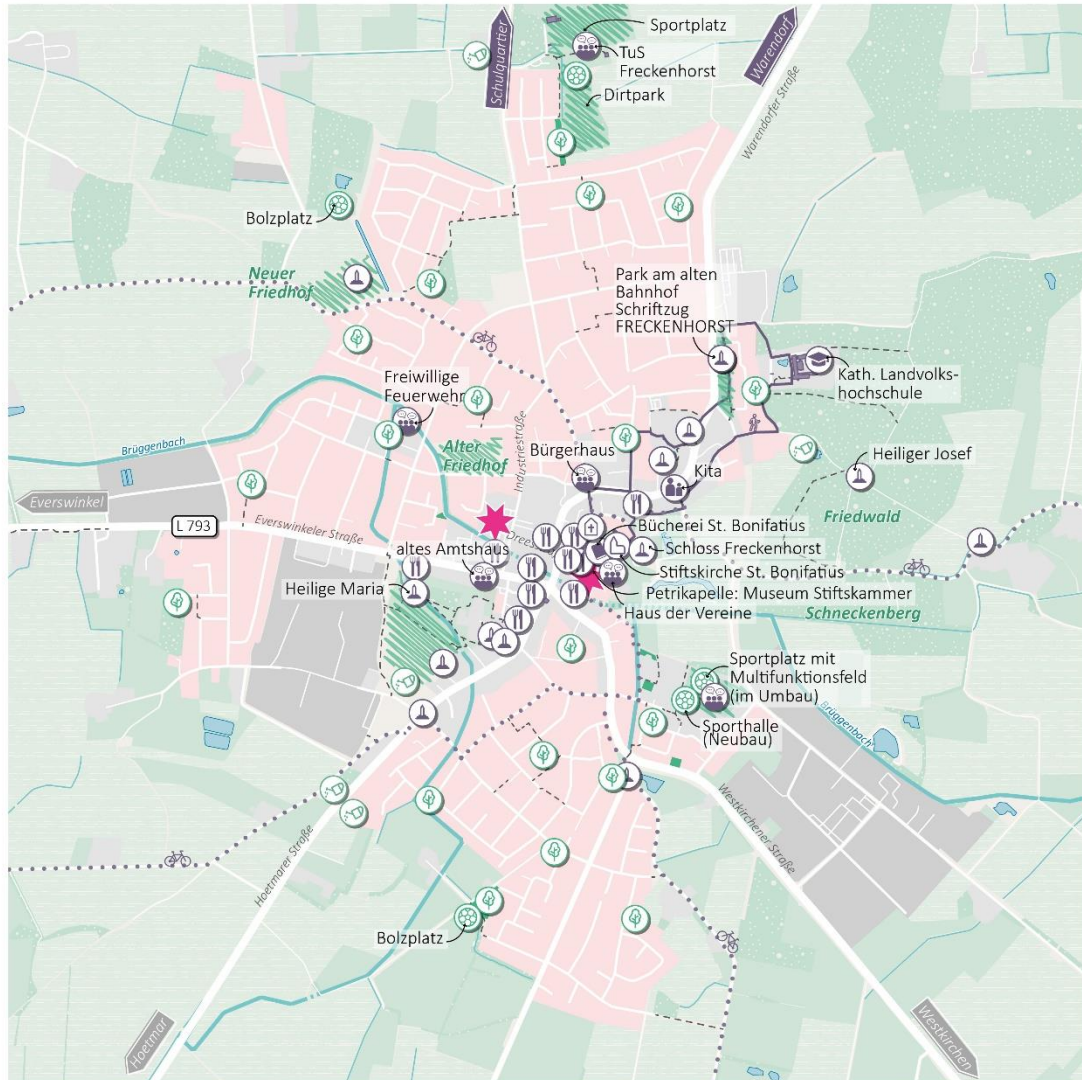 Sportplatz
TuS
Freckenhorst
Dirtpark
Schulquartier
Warendorf
Warendorfer Straße
Bolzplatz
Neuer
Friedhof
Park am alten
Bahnhof
Schriftzug
FRECKENHORST
Kath. Landvolks-
hochschule
Freiwillige
Feuerwehr
Brüggenbach
Alter
Friedhof
Industriestraße
Bürgerhaus
Kita
Heiliger Josef
Everswinkel
L 793
Everswinkeler Straße
Friedwald
Bücherei St. Bonifatius
Schloss Freckenhorst
altes Amtshaus
Stiftskirche St. Bonifatius
Heilige Maria
Petrikapelle: Museum Stiftskammer
Haus der Vereine
Schneckenberg
Sportplatz mit
Multifunktionsfeld
(im Umbau)
Sporthalle
(Neubau)
Brüggenbach
Westkirchener Straße
Hoetmarer Straße
Bolzplatz
Hoetmar
Westkirchen